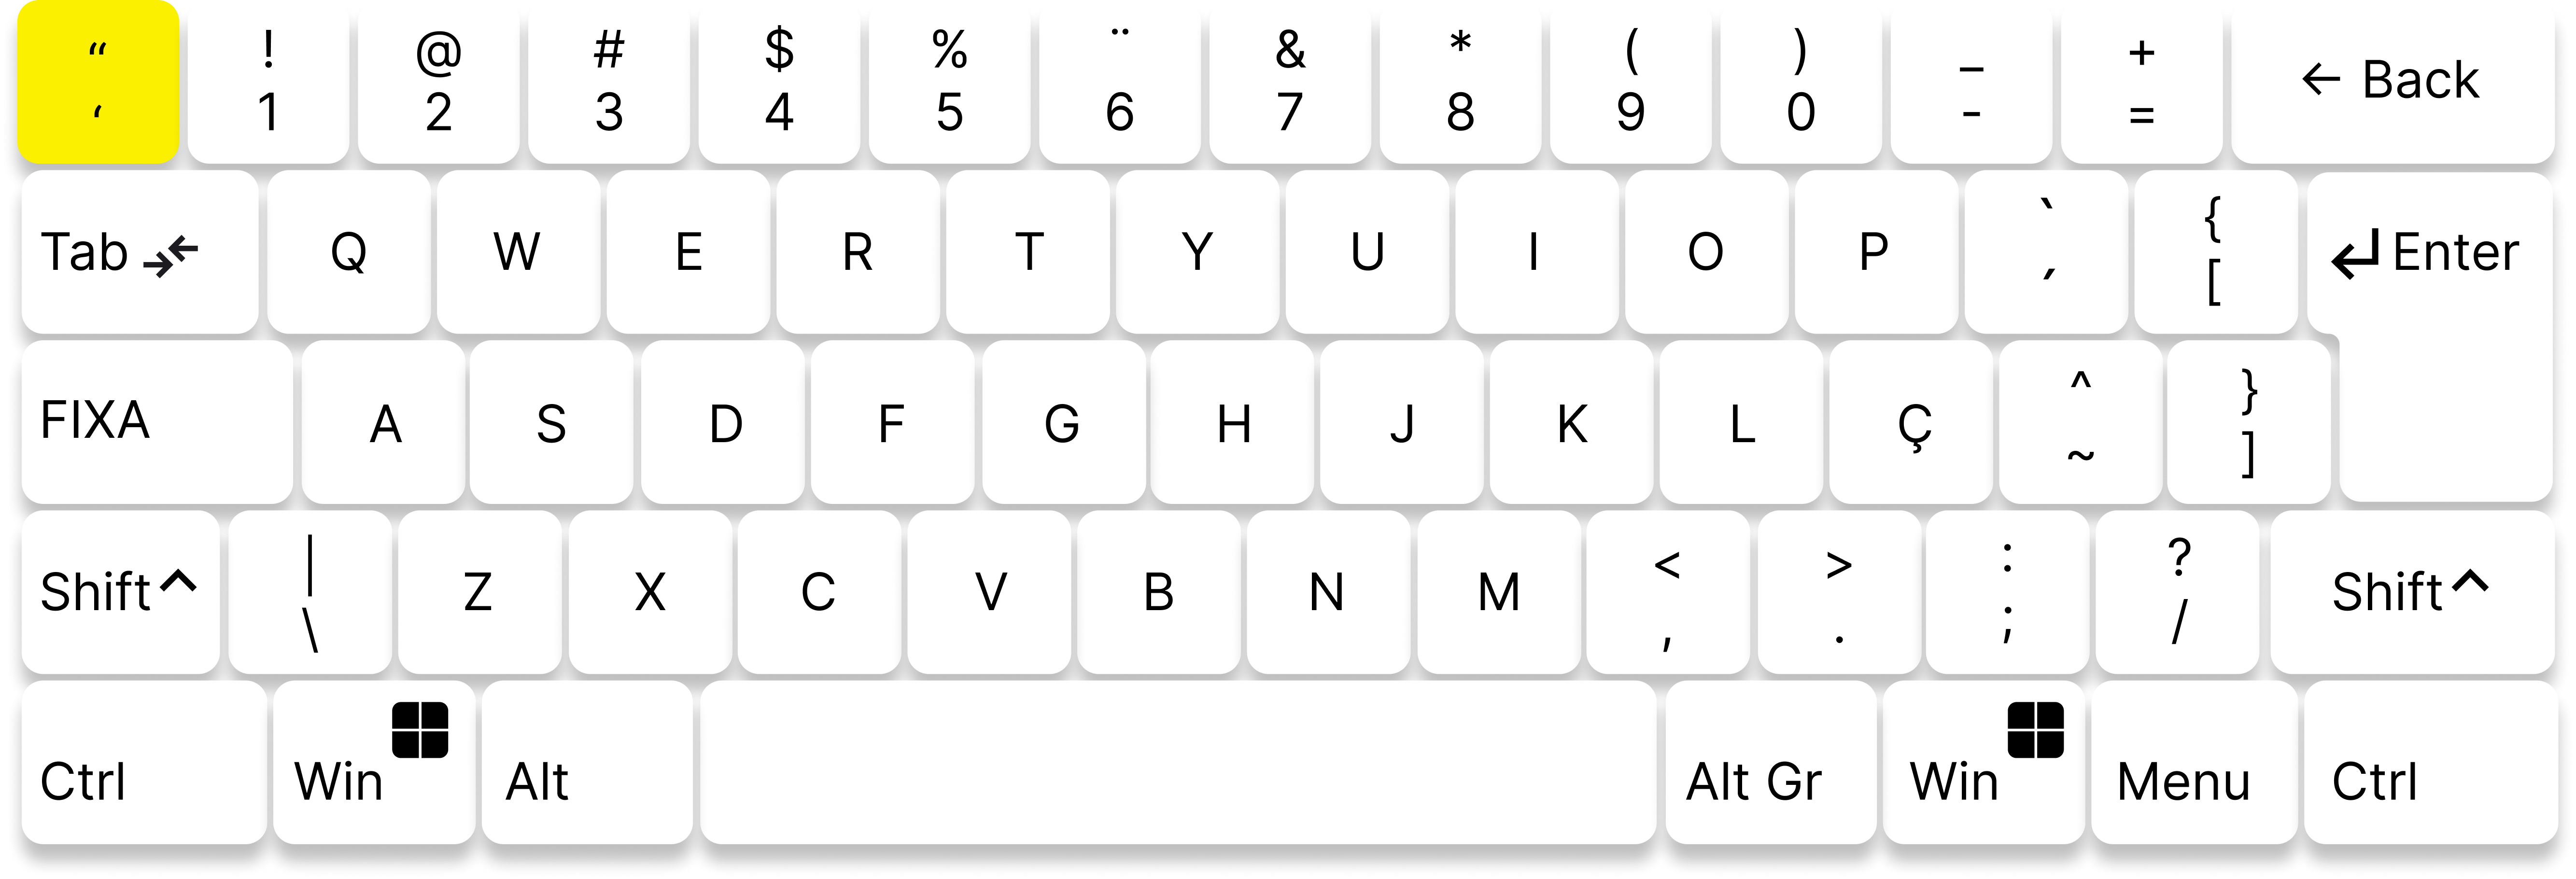 “ ! @ # $ % ¨ & * ( ) _ +
‘ 1 2 3 4 5 6 7 8 9 0 - = ← Back
Tab Q W E R T Y U I O P ` ´ { [ Enter
FIXA A S D F G H J K L Ç ^ ~ } ]
Shift | \ Z X C V B N M < , > . : ; ? / Shift
Ctrl Win Alt Alt Gr Win Menu Ctrl